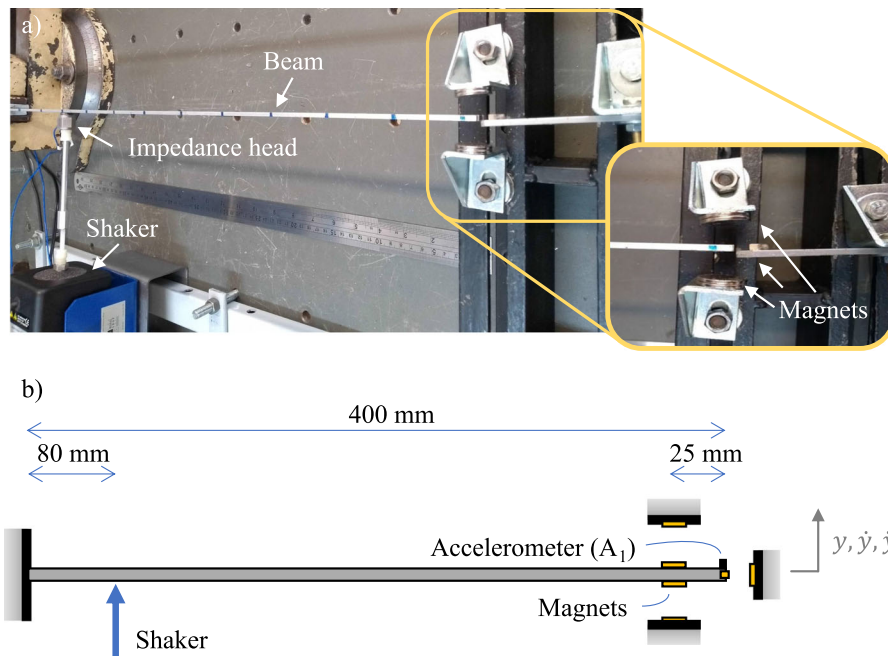 a)
Beam
Impedance head
Shaker
Magnets
b)
400 mm
80 mm
25 mm
Accelerometer (A₁)
y, ẏ,
Magnets
Shaker